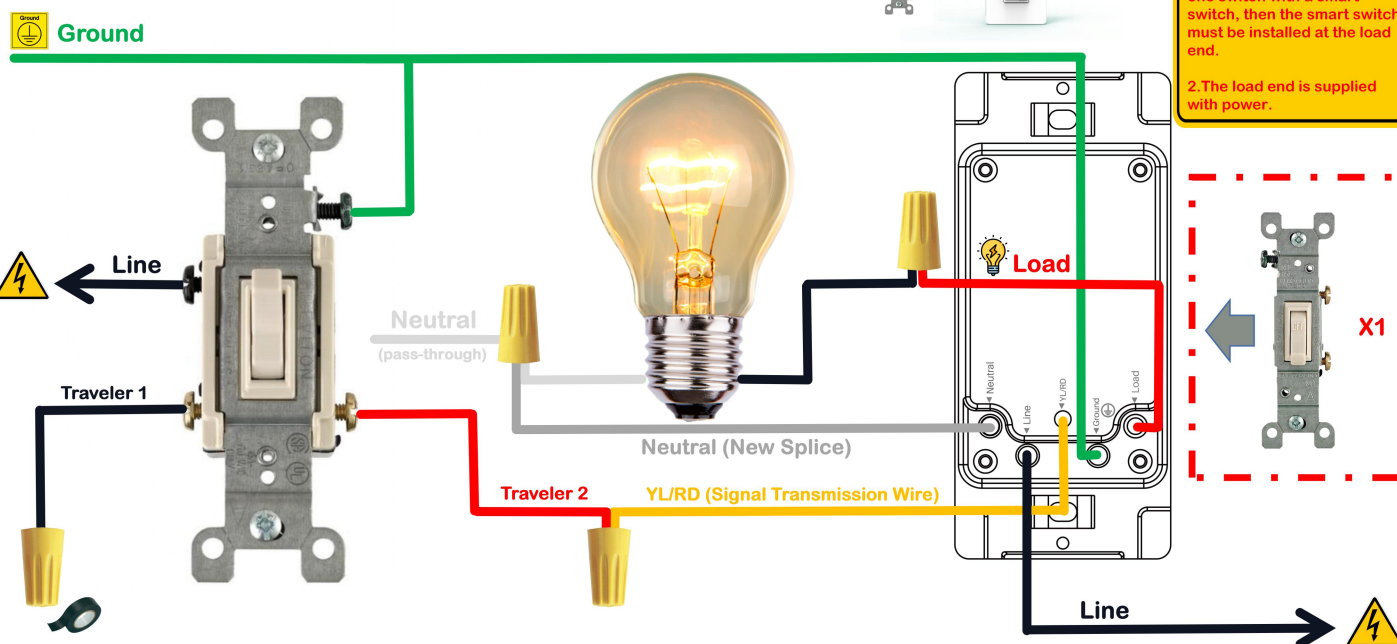 Ground
Ground
switch, then the smart switch
must be installed at the load
end.
2.The load end is supplied
with power.
Line
Load
Neutral
(pass-through)
X1
Traveler 1
Neutral
Line
YL/RD
Ground
Load
Neutral (New Splice)
Traveler 2
YL/RD (Signal Transmission Wire)
Line